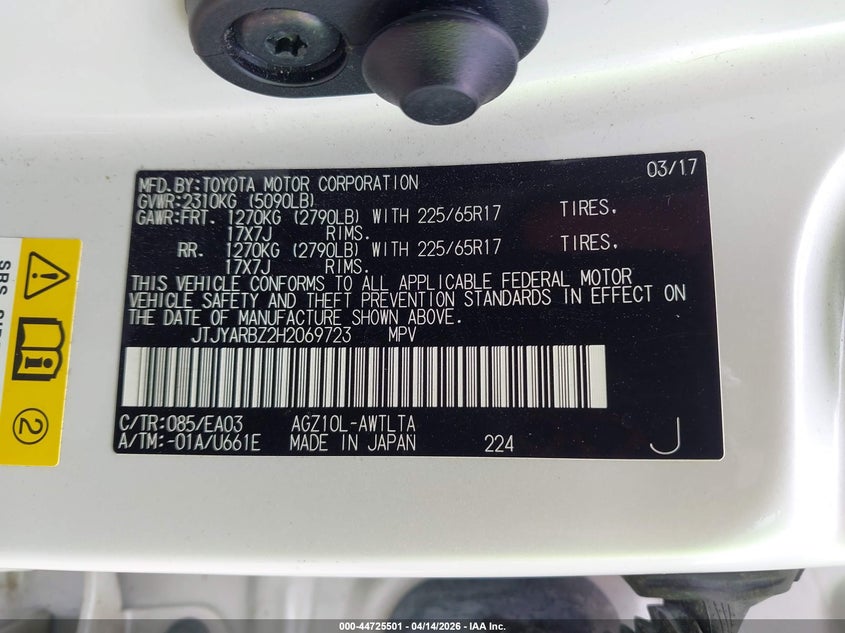 MFD.BY:TOYOTA MOTOR CORPORATION 03/17
GVWR:2310KG (5090LB)
GAWR:FRT. 1270KG (2790LB) WITH 225/65R17 TIRES.
17X7J RIMS.
RR. 1270KG (2790LB) WITH 225/65R17 TIRES.
17X7J RIMS.
THIS VEHICLE CONFORMS TO ALL APPLICABLE FEDERAL MOTOR
VEHICLE SAFETY AND THEFT PREVENTION STANDARDS IN EFFECT ON
THE DATE OF MANUFACTURE SHOWN ABOVE.
JTJYARBZ2H2069723 MPV
C/TR:085/EA03 AGZ10L-AWTLTA
A/TM:-01A/U661E MADE IN JAPAN 224 J
SRS
2
000-44725501 - 04/14/2026 - IAA Inc.